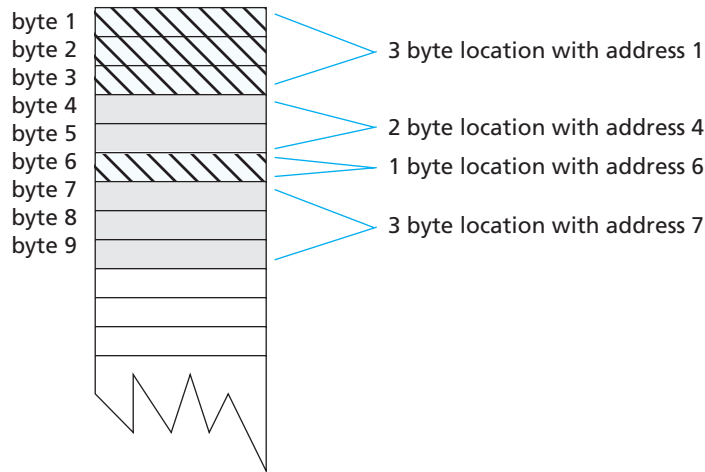 byte 1
byte 2
byte 3
byte 4
byte 5
byte 6
byte 7
byte 8
byte 9
3 byte location with address 1
2 byte location with address 4
1 byte location with address 6
3 byte location with address 7